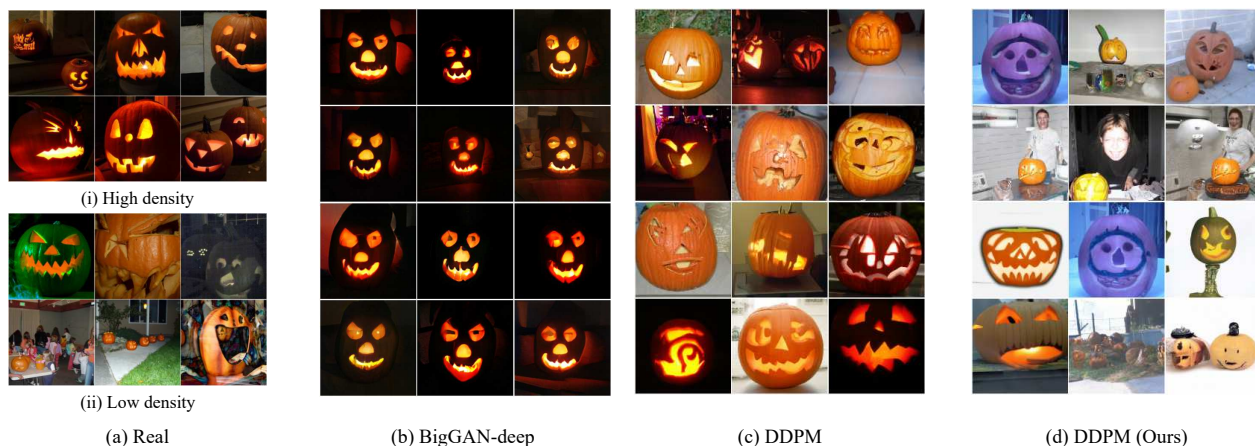 (i) High density
(ii) Low density
(a) Real
(b) BigGAN-deep
(c) DDPM
(d) DDPM (Ours)